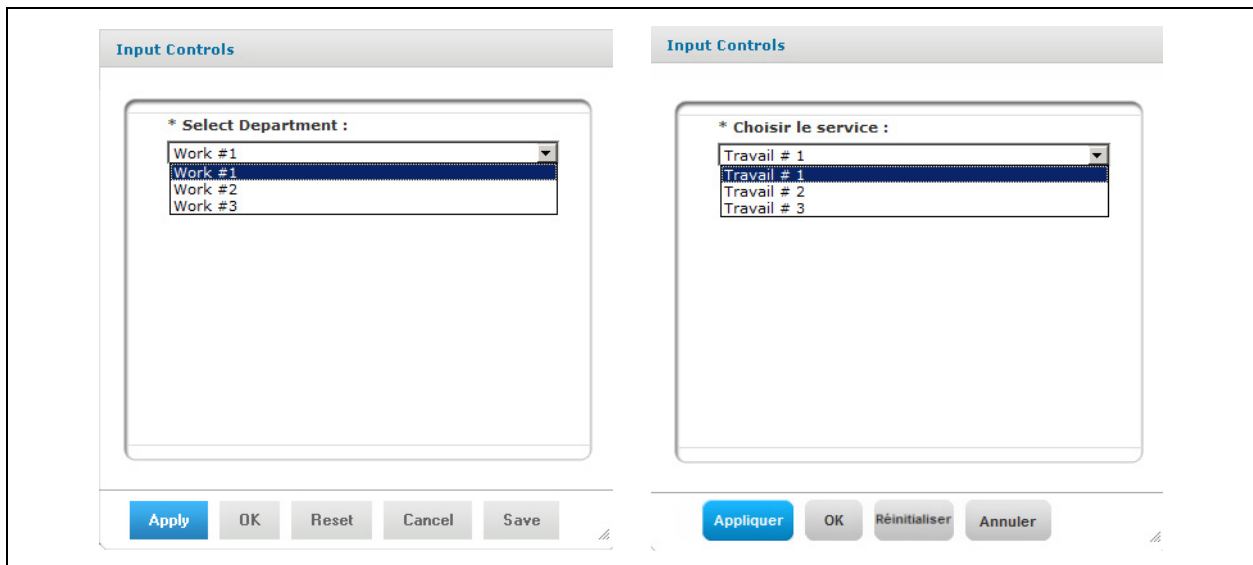 Input Controls
* Select Department :
Work #1
Work #1
Work #2
Work #3
Apply OK Reset Cancel Save
Input Controls
* Choisir le service :
Travail # 1
Travail # 1
Travail # 2
Travail # 3
Appliquer OK Réinitialiser Annuler